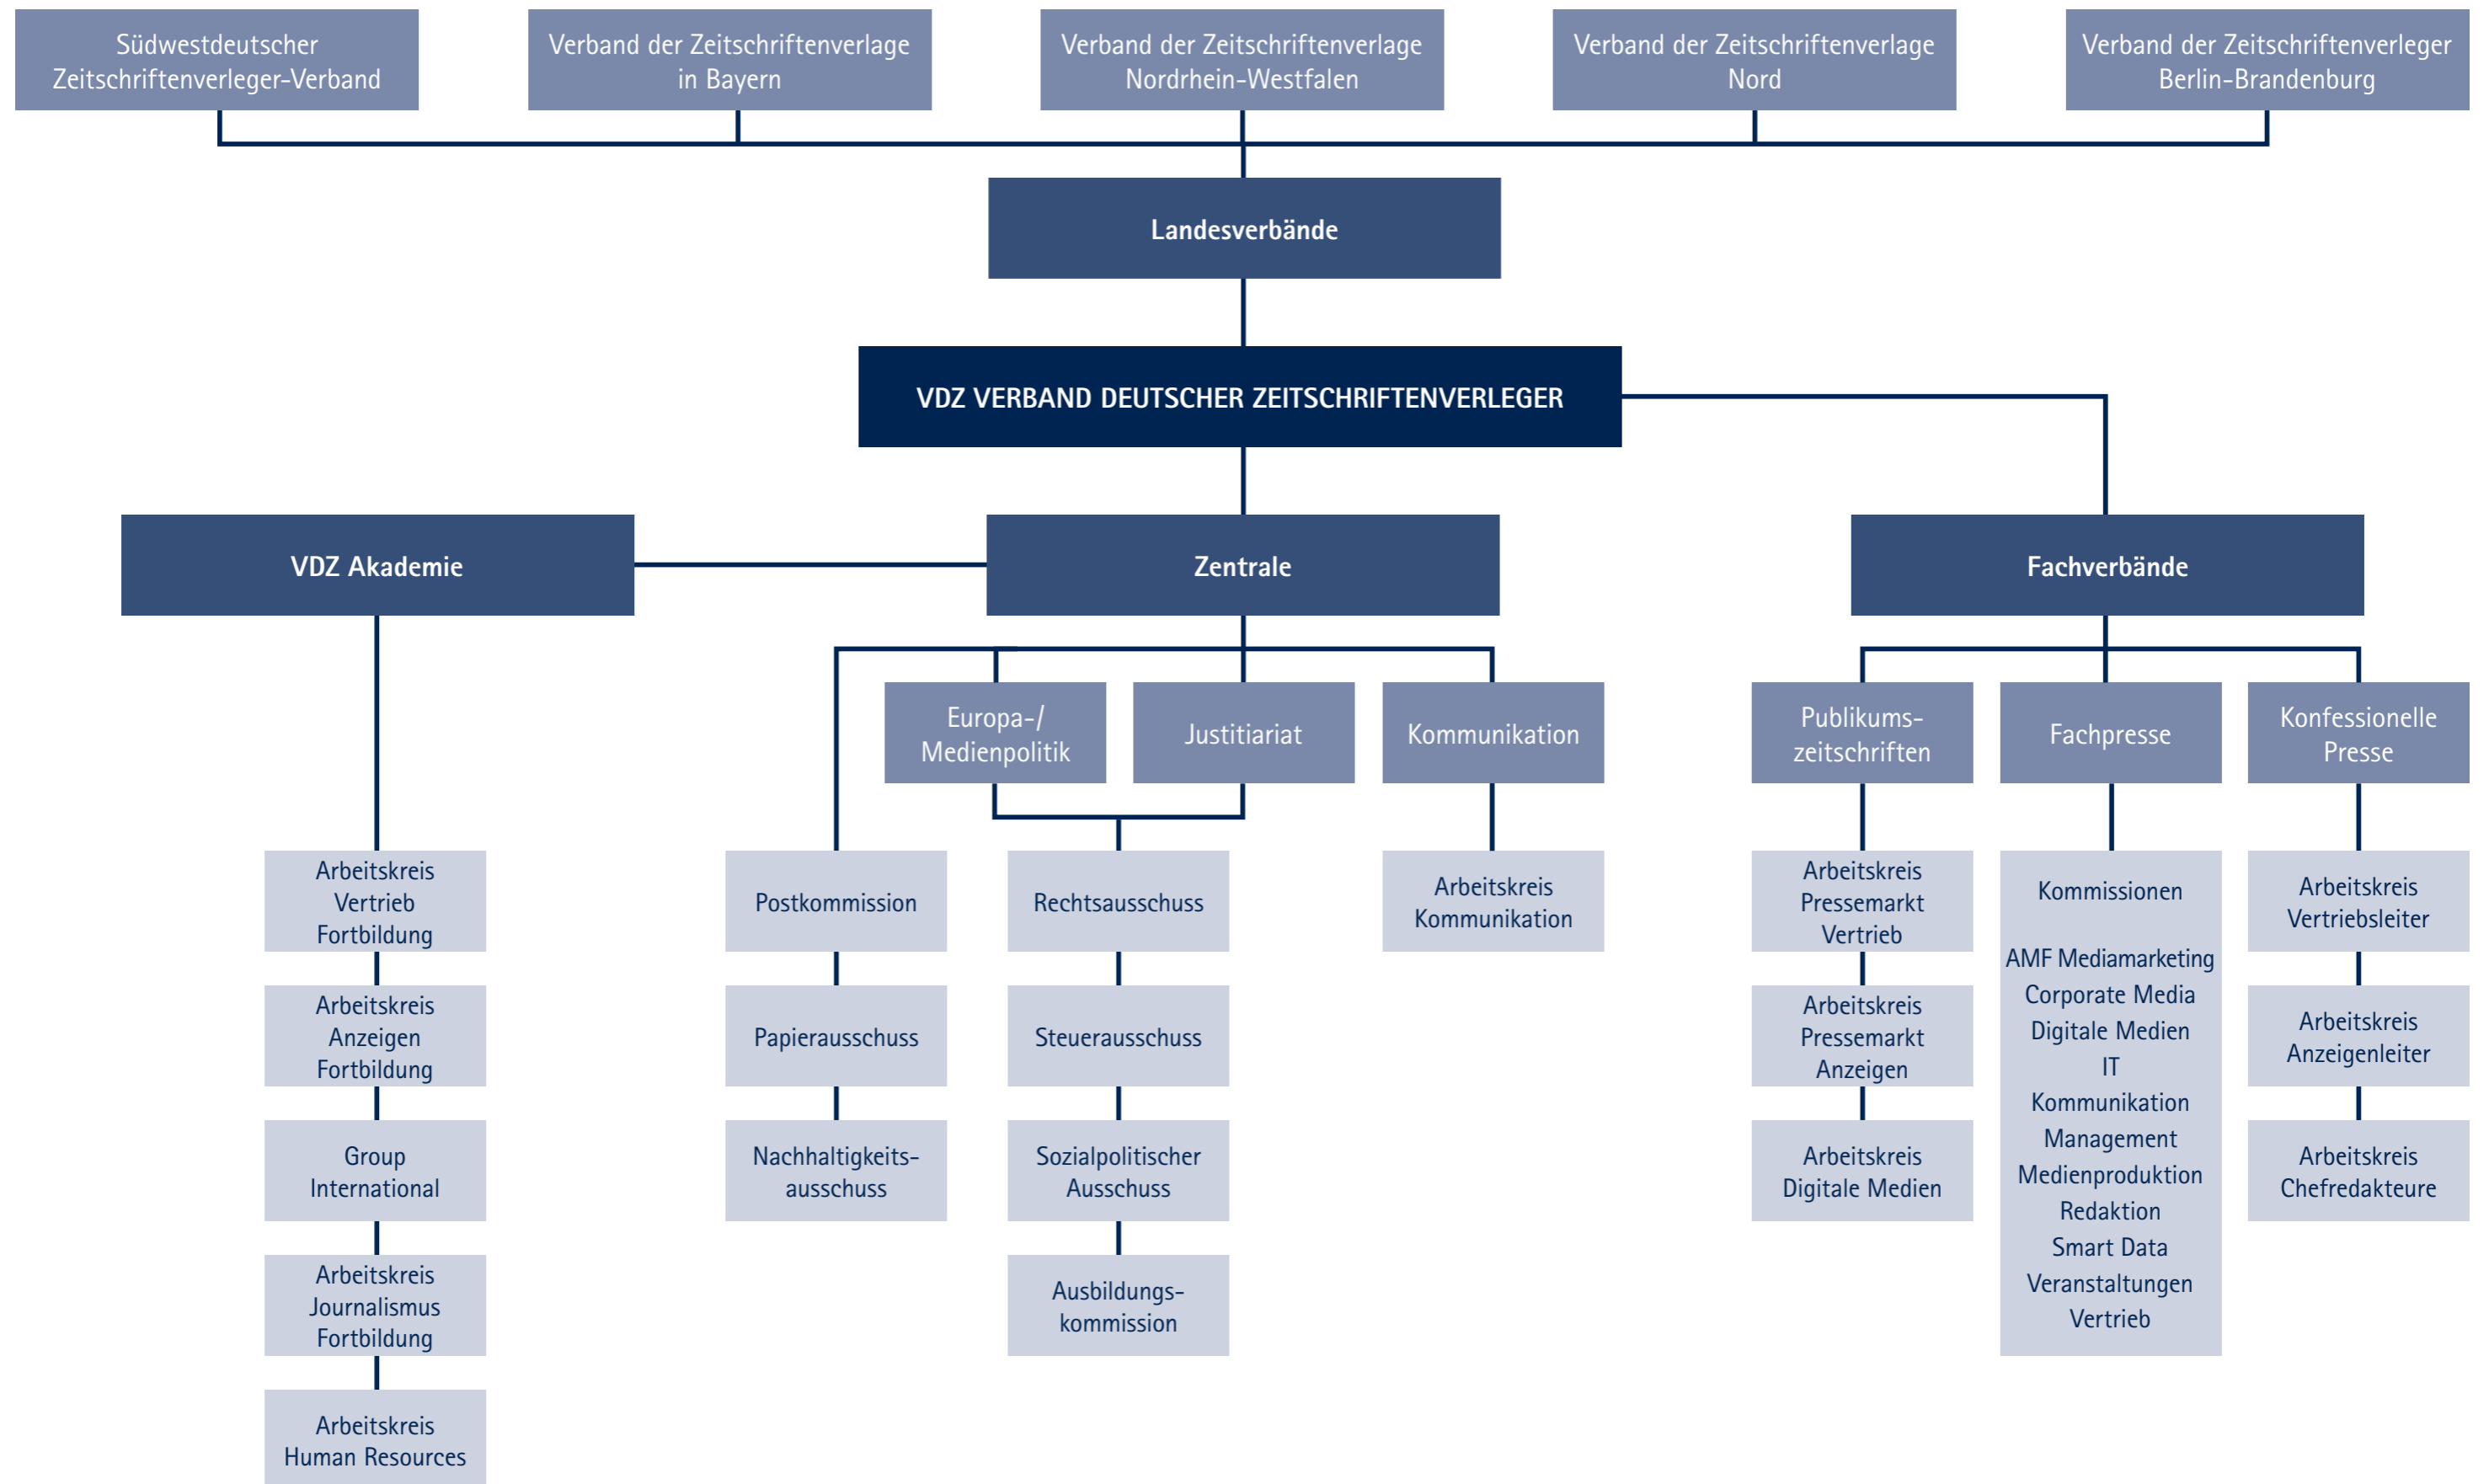 Südwestdeutscher
Zeitschriftenverleger-Verband
Verband der Zeitschriftenverlage
in Bayern
Verband der Zeitschriftenverlage
Nordrhein-Westfalen
Verband der Zeitschriftenverlage
Nord
Verband der Zeitschriftenverleger
Berlin-Brandenburg
Landesverbände
VDZ VERBAND DEUTSCHER ZEITSCHRIFTENVERLEGER
VDZ Akademie
Zentrale
Fachverbände
Europa-/
Medienpolitik
Justitiariat
Kommunikation
Publikums-
zeitschriften
Fachpresse
Konfessionelle
Presse
Arbeitskreis
Vertrieb
Fortbildung
Arbeitskreis
Anzeigen
Fortbildung
Group
International
Arbeitskreis
Journalismus
Fortbildung
Arbeitskreis
Human Resources
Postkommission
Papierausschuss
Nachhaltigkeits-
ausschuss
Rechtsausschuss
Steuerausschuss
Sozialpolitischer
Ausschuss
Ausbildungs-
kommission
Arbeitskreis
Kommunikation
Arbeitskreis
Pressemarkt
Vertrieb
Arbeitskreis
Pressemarkt
Anzeigen
Arbeitskreis
Digitale Medien
Kommissionen
AMF Mediamarketing
Corporate Media
Digitale Medien
IT
Kommunikation
Management
Medienproduktion
Redaktion
Smart Data
Veranstaltungen
Vertrieb
Arbeitskreis
Vertriebsleiter
Arbeitskreis
Anzeigenleiter
Arbeitskreis
Chefredakteure